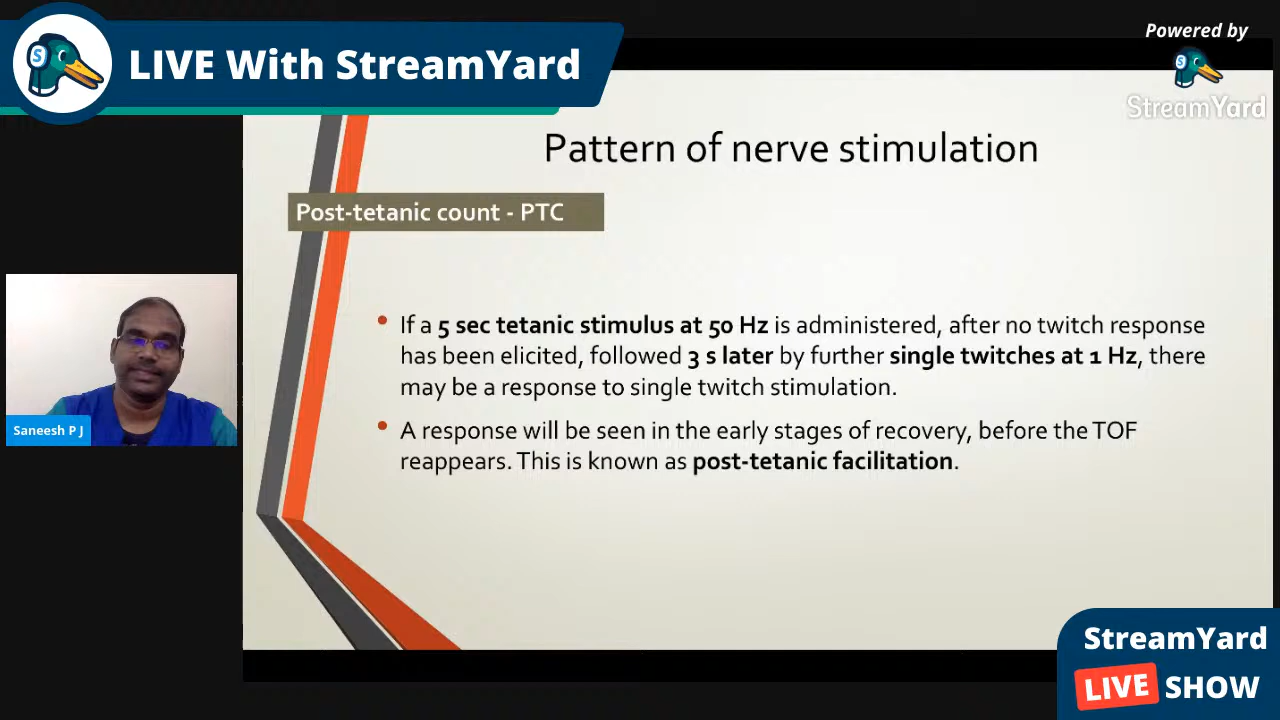 S
LIVE With StreamYard
Powered by
S
StreamYard
Pattern of nerve stimulation
Post-tetanic count - PTC
• If a 5 sec tetanic stimulus at 50 Hz is administered, after no twitch response
has been elicited, followed 3 s later by further single twitches at 1 Hz, there
may be a response to single twitch stimulation.
• A response will be seen in the early stages of recovery, before the TOF
reappears. This is known as post-tetanic facilitation.
Saneesh P J
StreamYard
LIVE SHOW